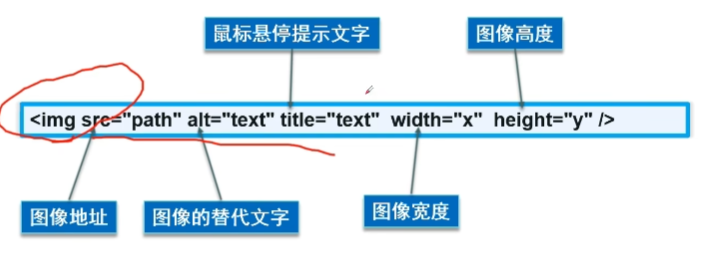 鼠标悬停提示文字 图像高度
<img src="path" alt="text" title="text" width="x" height="y" />
图像地址 图像的替代文字 图像宽度